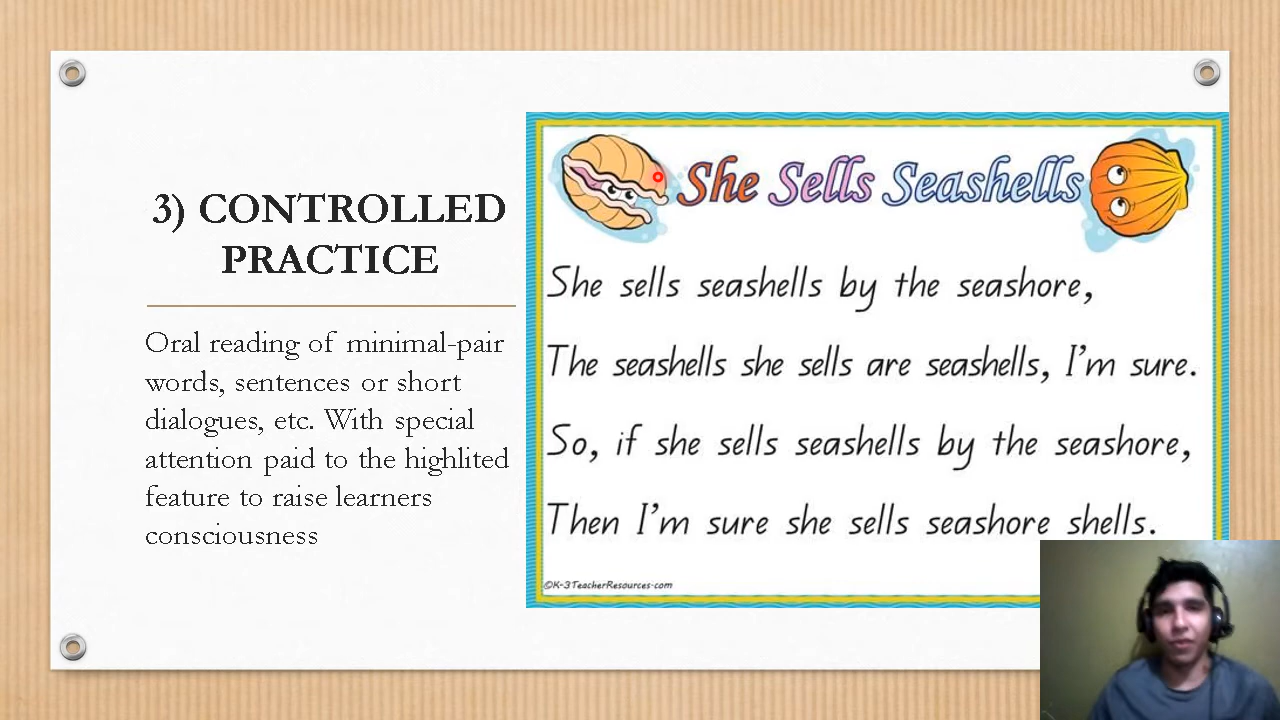 3) CONTROLLED
PRACTICE
Oral reading of minimal-pair
words, sentences or short
dialogues, etc. With special
attention paid to the highlited
feature to raise learners
consciousness
She Sells Seashells
She sells seashells by the seashore,
The seashells she sells are seashells, I'm sure.
So, if she sells seashells by the seashore,
Then I'm sure she sells seashore shells.
©K-3TeacherResources.com